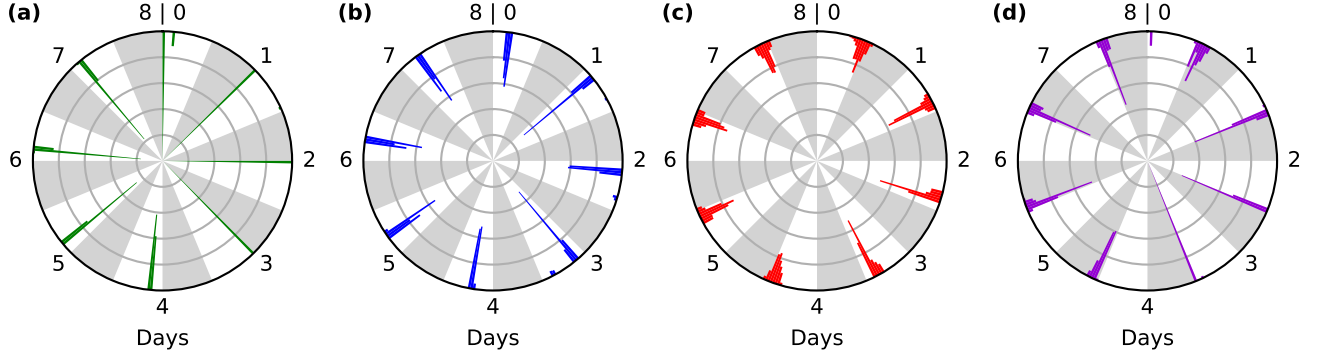 (a) 8 | 0 (b) 8 | 0 (c) 8 | 0 (d) 8 | 0
7 1 7 1 7 1 7 1
6 2 6 2 6 2 6 2
5 3 5 3 5 3 5 3
4 4 4 4
Days Days Days Days